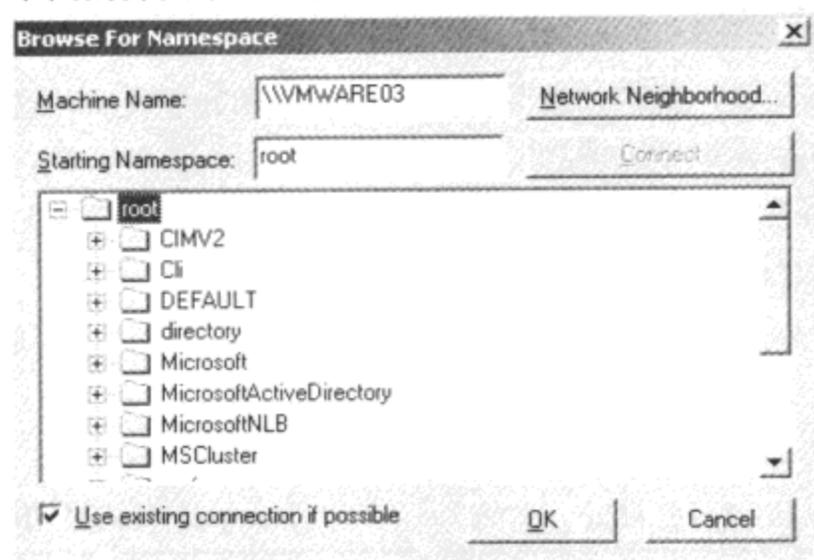 Browse For Namespace
Machine Name: \\VMWARE03 Network Neighborhood...
Starting Namespace: root Connect
root
CIMV2
Cli
DEFAULT
directory
Microsoft
MicrosoftActiveDirectory
MicrosoftNLB
MSCluster
Use existing connection if possible OK Cancel